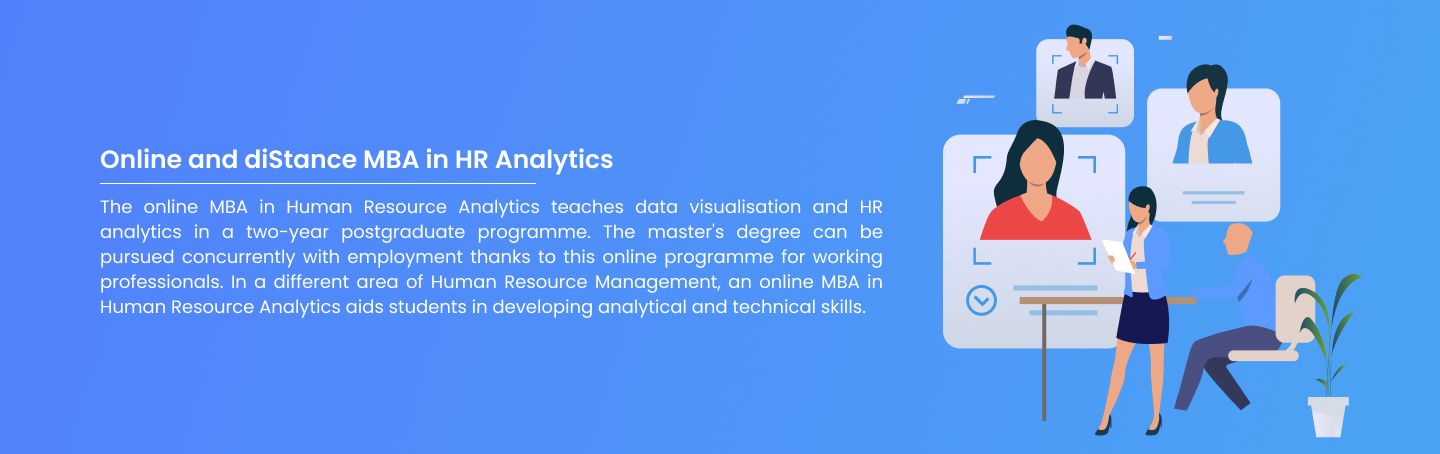 Online and diStance MBA in HR Analytics
The online MBA in Human Resource Analytics teaches data visualisation and HR
analytics in a two-year postgraduate programme. The master's degree can be
pursued concurrently with employment thanks to this online programme for working
professionals. In a different area of Human Resource Management, an online MBA in
Human Resource Analytics aids students in developing analytical and technical skills.